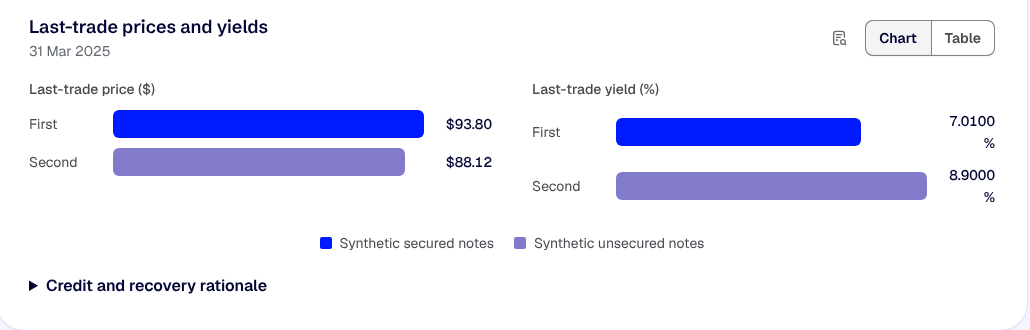 Last-trade prices and yields
31 Mar 2025
Chart
Table
Last-trade price ($)
First
$93.80
Second
$88.12
Last-trade yield (%)
First
7.0100
%
Second
8.9000
%
Synthetic secured notes
Synthetic unsecured notes
Credit and recovery rationale